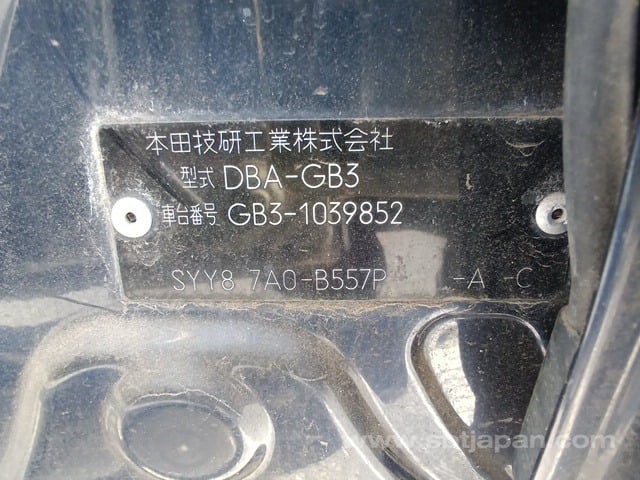 本田技研工業株式会社
型式 DBA-GB3
車台番号 GB3-1039852
SYY8 7A0-B557P -A -C
www.sbtjapan.com